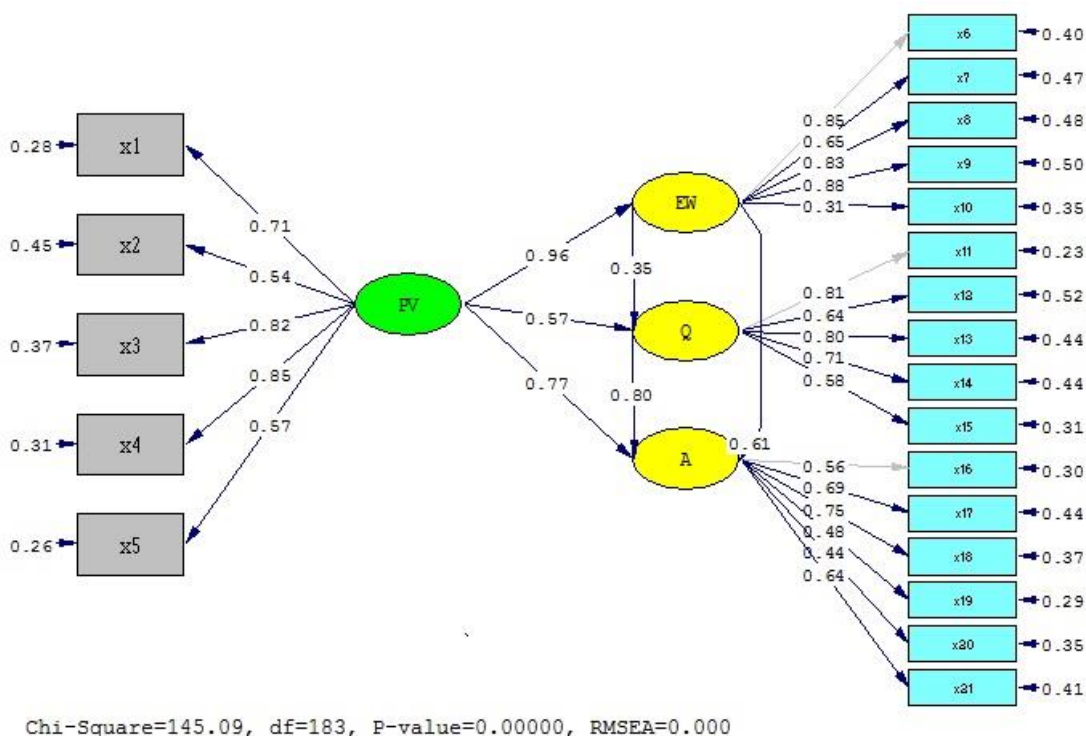 x6
0.40
x7
0.47
x8
0.48
x9
0.50
x10
0.35
x11
0.23
x12
0.52
x13
0.44
x14
0.44
x15
0.31
x16
0.30
x17
0.44
x18
0.37
x19
0.29
x20
0.35
x21
0.41
0.28
x1
0.45
x2
0.37
x3
0.31
x4
0.26
x5
0.71
0.54
0.82
0.85
0.57
PV
0.96
0.57
0.77
EW
0.35
Q
0.80
A
0.61
0.85
0.65
0.83
0.88
0.31
0.81
0.64
0.80
0.71
0.58
0.56
0.69
0.75
0.48
0.44
0.64
Chi-Square=145.09, df=183, P-value=0.00000, RMSEA=0.000